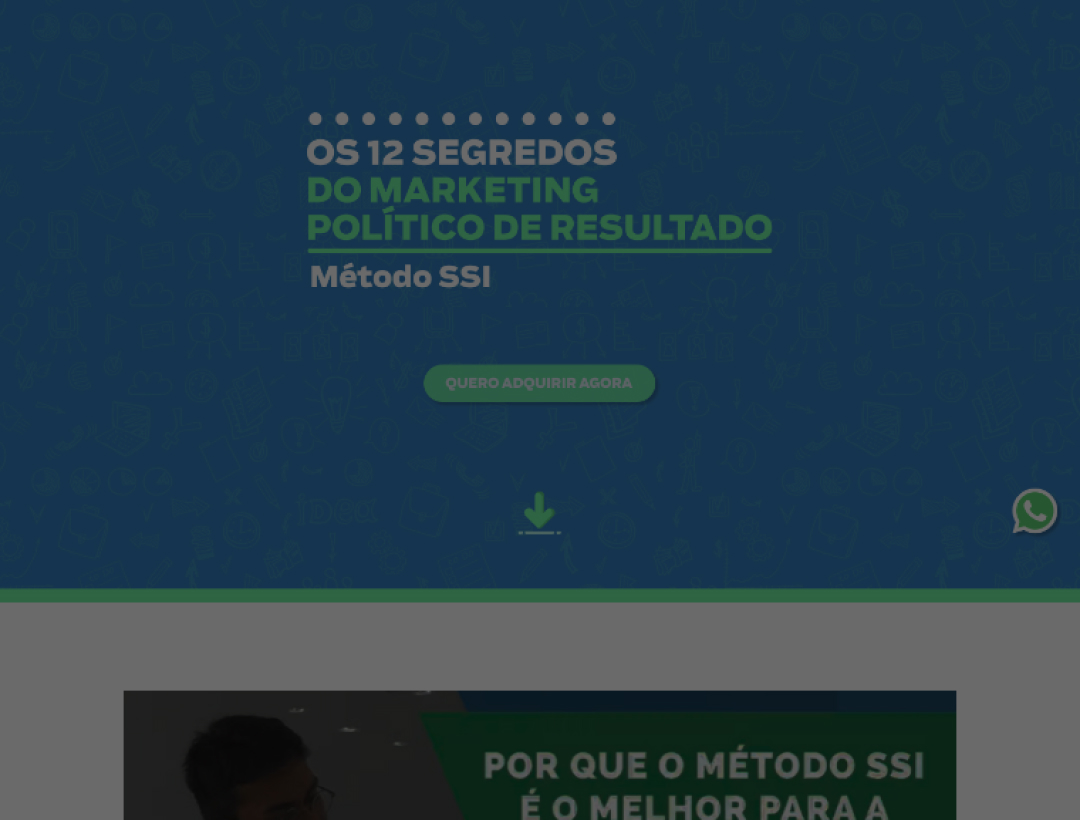 OS 12 SEGREDOS
DO MARKETING
POLÍTICO DE RESULTADO
Método SSI
QUERO ADQUIRIR AGORA
POR QUE O MÉTODO SSI
É O MELHOR PARA A